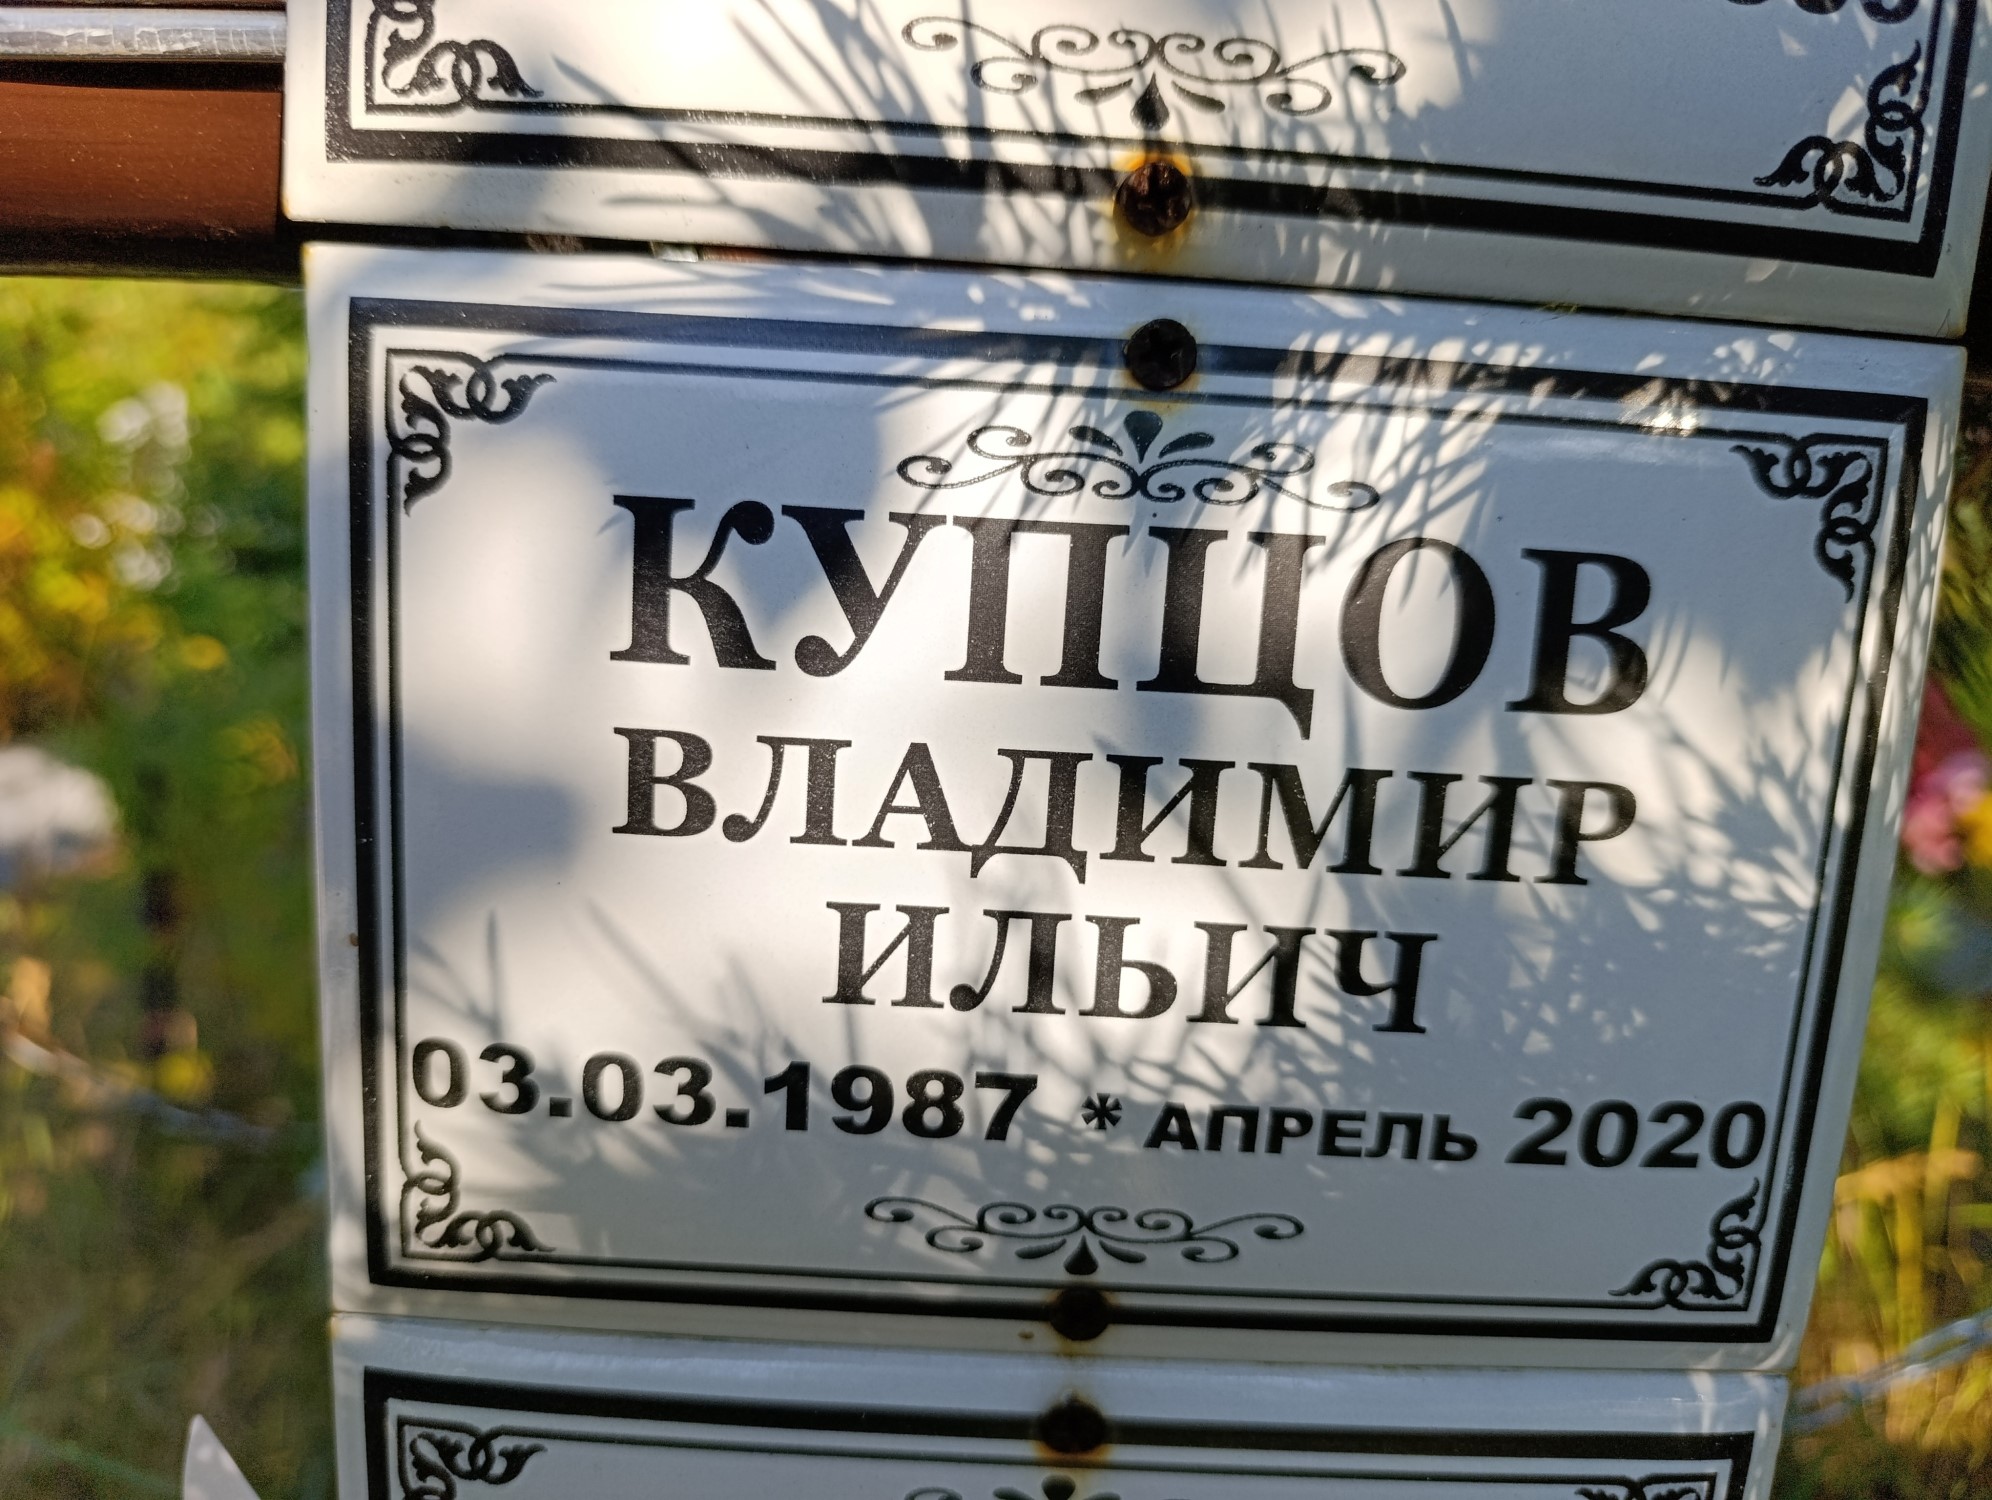 КУПЦОВ
ВЛАДИМИР
ИЛЬИЧ
03.03.1987 * АПРЕЛЬ 2020